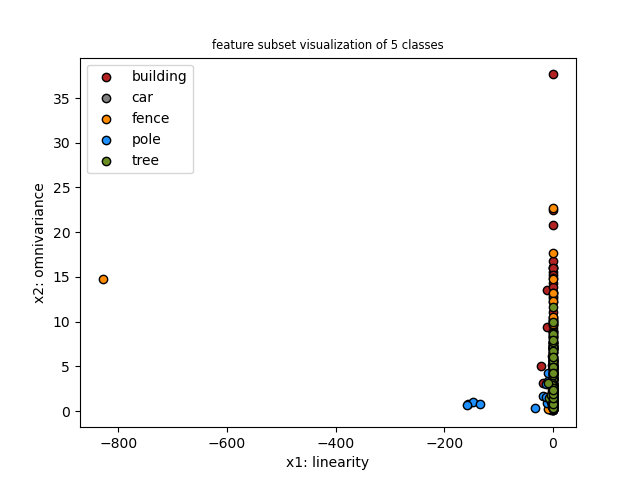 feature subset visualization of 5 classes
building
car
fence
pole
tree
35
30
25
20
15
10
5
0
x2: omnivariance
−800
−600
−400
−200
0
x1: linearity